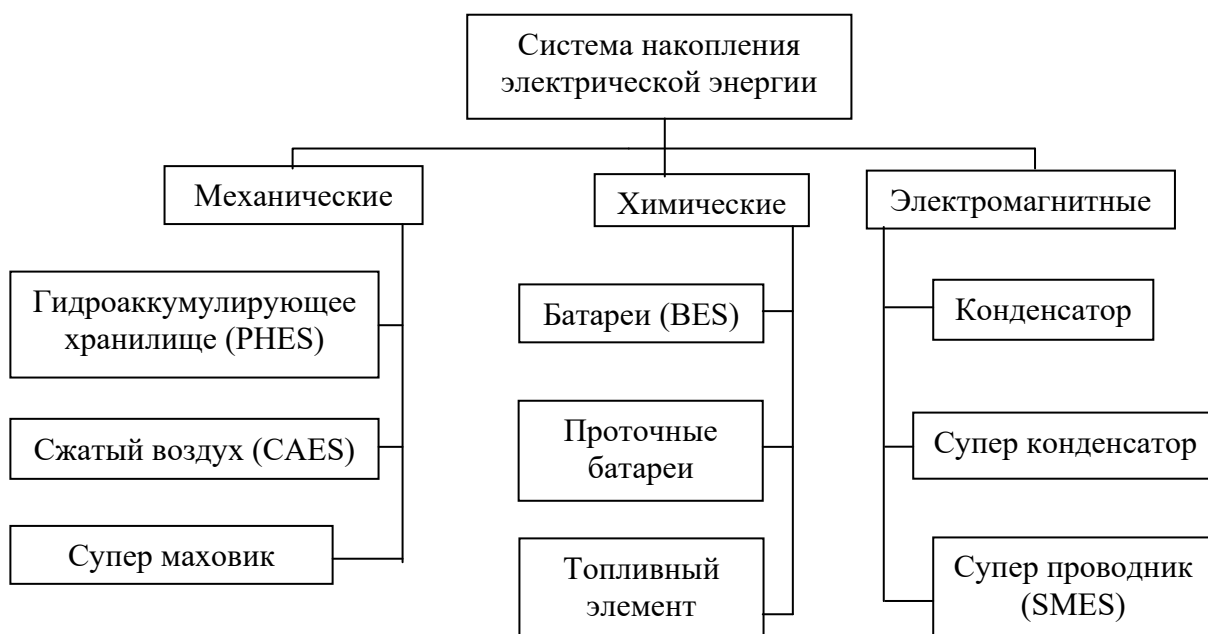 Система накопления
электрической энергии
Механические
Химические
Электромагнитные
Гидроаккумулирующее
хранилище (PHES)
Сжатый воздух (CAES)
Супер маховик
Батареи (BES)
Проточные
батареи
Топливный
элемент
Конденсатор
Супер конденсатор
Супер проводник
(SMES)